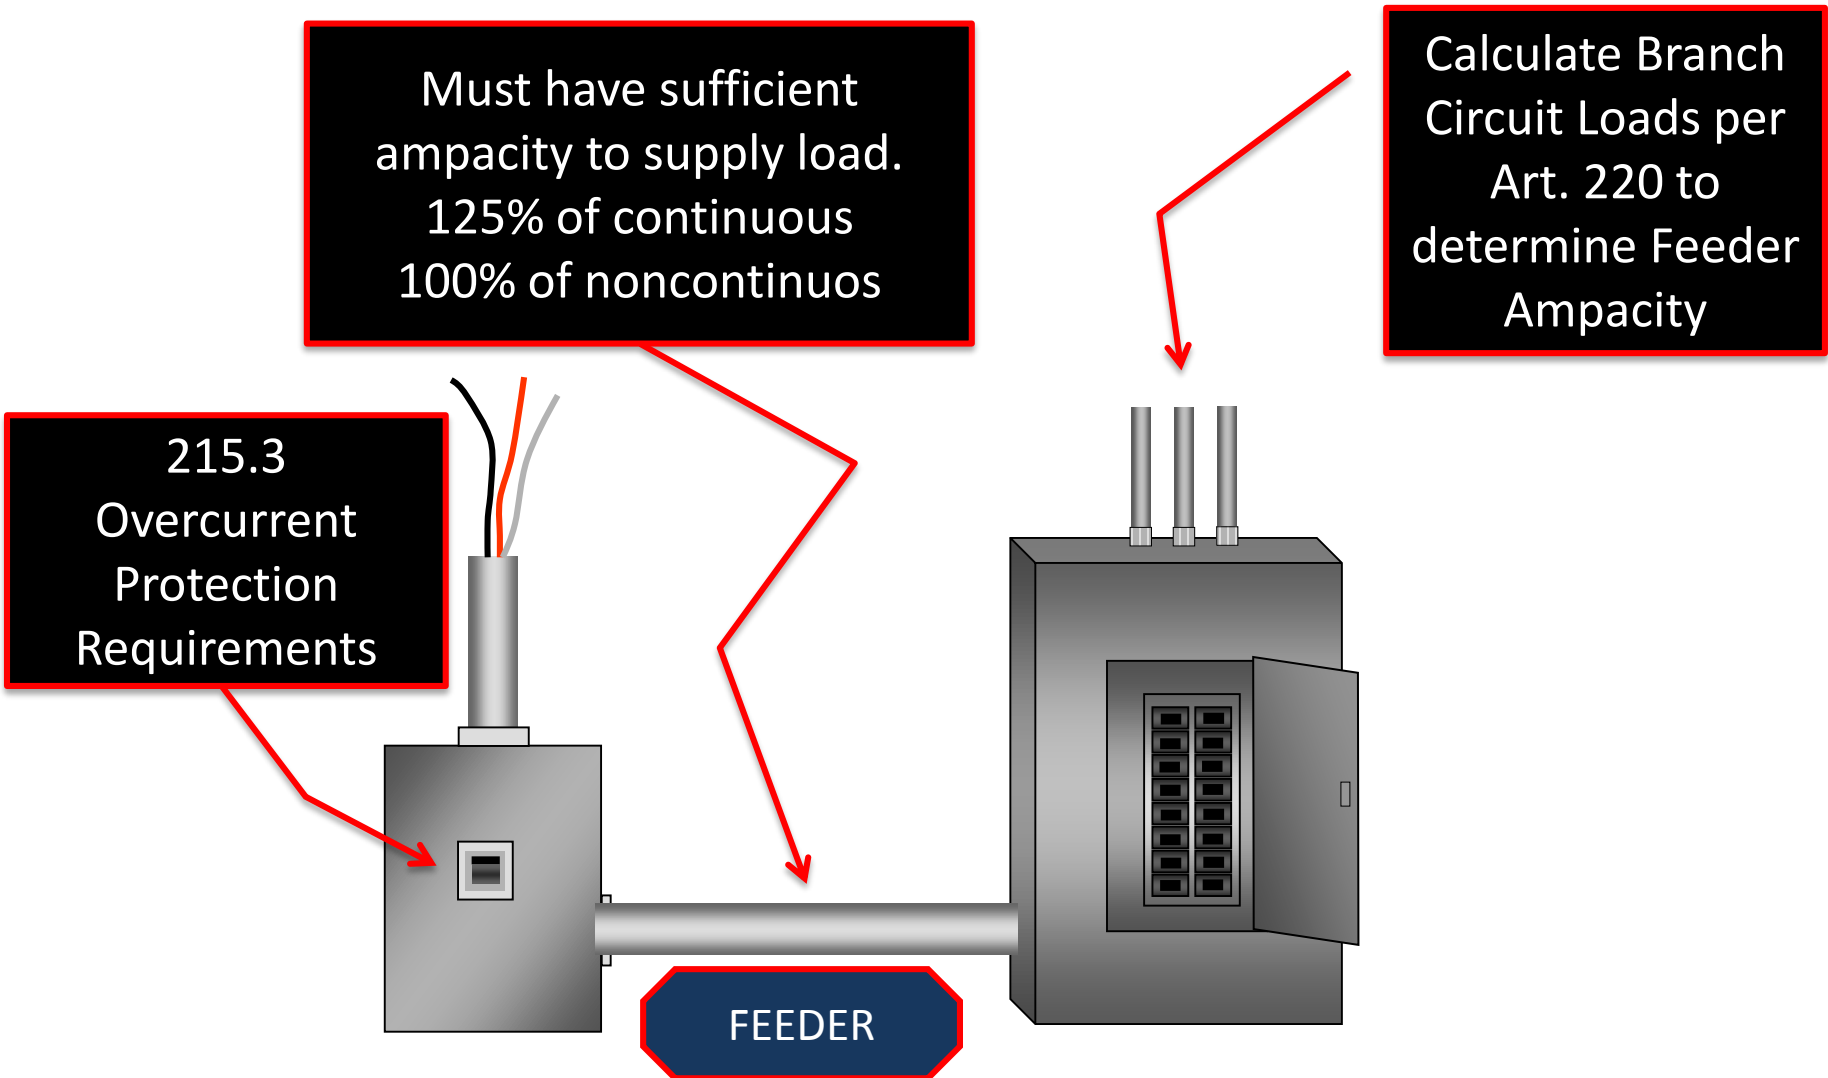 Must have sufficient
ampacity to supply load.
125% of continuous
100% of noncontinuos
Calculate Branch
Circuit Loads per
Art. 220 to
determine Feeder
Ampacity
215.3
Overcurrent
Protection
Requirements
FEEDER